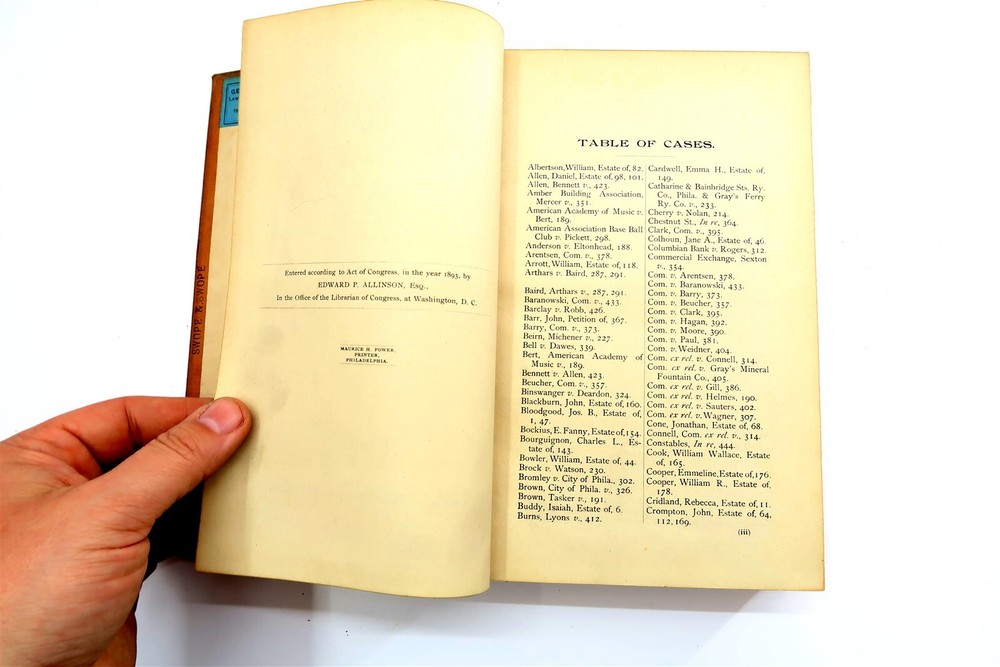 SWOPE & SWOPE
Entered according to Act of Congress, in the year 1893, by
EDWARD P. ALLINSON, Esq.,
In the Office of the Librarian of Congress, at Washington, D. C.
MAURICE H. POWER,
PRINTER,
PHILADELPHIA.
TABLE OF CASES.
Albertson, William, Estate of, 82.
Allen, Daniel, Estate of, 98, 101.
Allen, Bennett v., 423.
Amber Building Association,
Mercer v., 351.
American Academy of Music v.
Bert, 189.
American Association Base Ball
Club v. Pickett, 298.
Anderson v. Eltonhead, 188.
Arentsen, Com. v., 378.
Arrott, William, Estate of, 118.
Arthars v. Baird, 287, 291.
Baird, Arthars v., 287, 291.
Baranowski, Com. v., 433.
Barclay v. Robb, 426.
Barr, John, Petition of, 367.
Barry, Com. v., 373.
Beirn, Michener v., 227.
Bell v. Dawes, 339.
Bert, American Academy of
Music v., 189.
Bennett v. Allen, 423.
Beucher, Com. v., 357.
Binswanger v. Deardon, 324.
Blackburn, John, Estate of, 160.
Bloodgood, Jos. B., Estate of,
1, 47.
Bockius, E. Fanny, Estate of, 154.
Bourguignon, Charles L., Es-
tate of, 143.
Bowler, William, Estate of, 44.
Brock v. Watson, 230.
Bromley v. City of Phila., 302.
Brown, City of Phila. v., 326.
Brown, Tasker v., 191.
Buddy, Isaiah, Estate of, 6.
Burns, Lyons v., 412.
Cardwell, Emma H., Estate of,
149.
Catharine & Bainbridge Sts. Ry.
Co., Phila. & Gray's Ferry
Ry. Co. v., 233.
Cherry v. Nolan, 214.
Chestnut St., In re, 364.
Clark, Com. v., 395.
Colhoun, Jane A., Estate of, 46.
Columbian Bank v. Rogers, 312.
Commercial Exchange, Sexton
v., 354.
Com. v. Arentsen, 378.
Com. v. Baranowski, 433.
Com. v. Barry, 373.
Com. v. Beucher, 357.
Com. v. Clark, 395.
Com. v. Hagan, 392.
Com. v. Moore, 390.
Com. v. Paul, 381.
Com. v. Weidner, 404.
Com. ex rel. v. Connell, 314.
Com. ex rel. v. Gray's Mineral
Fountain Co., 405.
Com. ex rel. v. Gill, 386.
Com. ex rel. v. Helmes, 190.
Com. ex rel. v. Sauters, 402.
Com. ex rel. v. Wagner, 307.
Cone, Jonathan, Estate of, 68.
Connell, Com. ex rel. v., 314.
Constables, In re, 444.
Cook, William Wallace, Estate
of, 165.
Cooper, Emmeline, Estate of, 176.
Cooper, William R., Estate of,
178.
Cridland, Rebecca, Estate of, 11.
Crompton, John, Estate of, 64,
112, 169.
(iii)